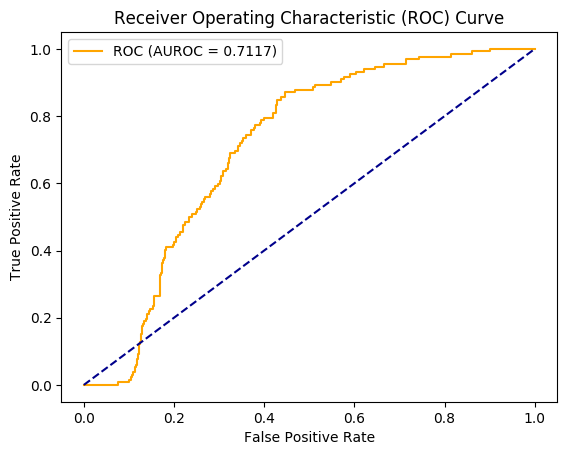 Receiver Operating Characteristic (ROC) Curve
ROC (AUROC = 0.7117)
True Positive Rate
1.0
0.8
0.6
0.4
0.2
0.0
0.0 0.2 0.4 0.6 0.8 1.0
False Positive Rate